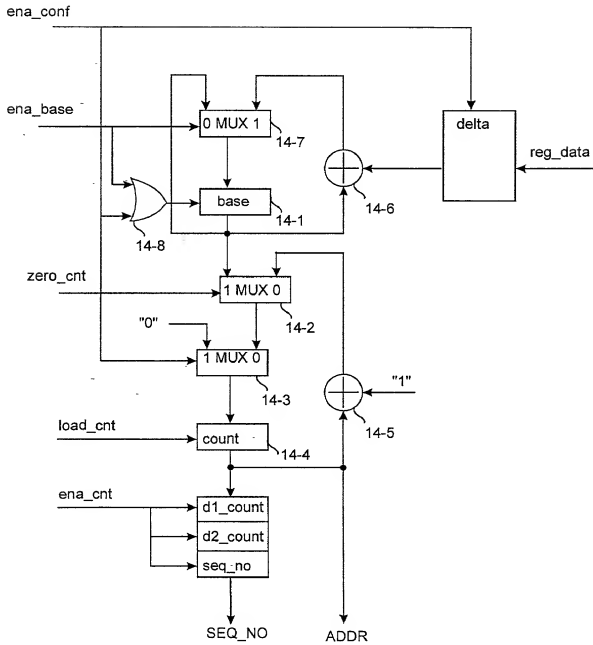 ena_conf
ena_base
0 MUX 1
14-7
delta
reg_data
14-6
base
14-1
14-8
zero_cnt
1 MUX 0
14-2
"0"
1 MUX 0
14-3
"1"
14-5
load_cnt
count
14-4
ena_cnt
d1_count
d2_count
seq_no
SEQ_NO
ADDR